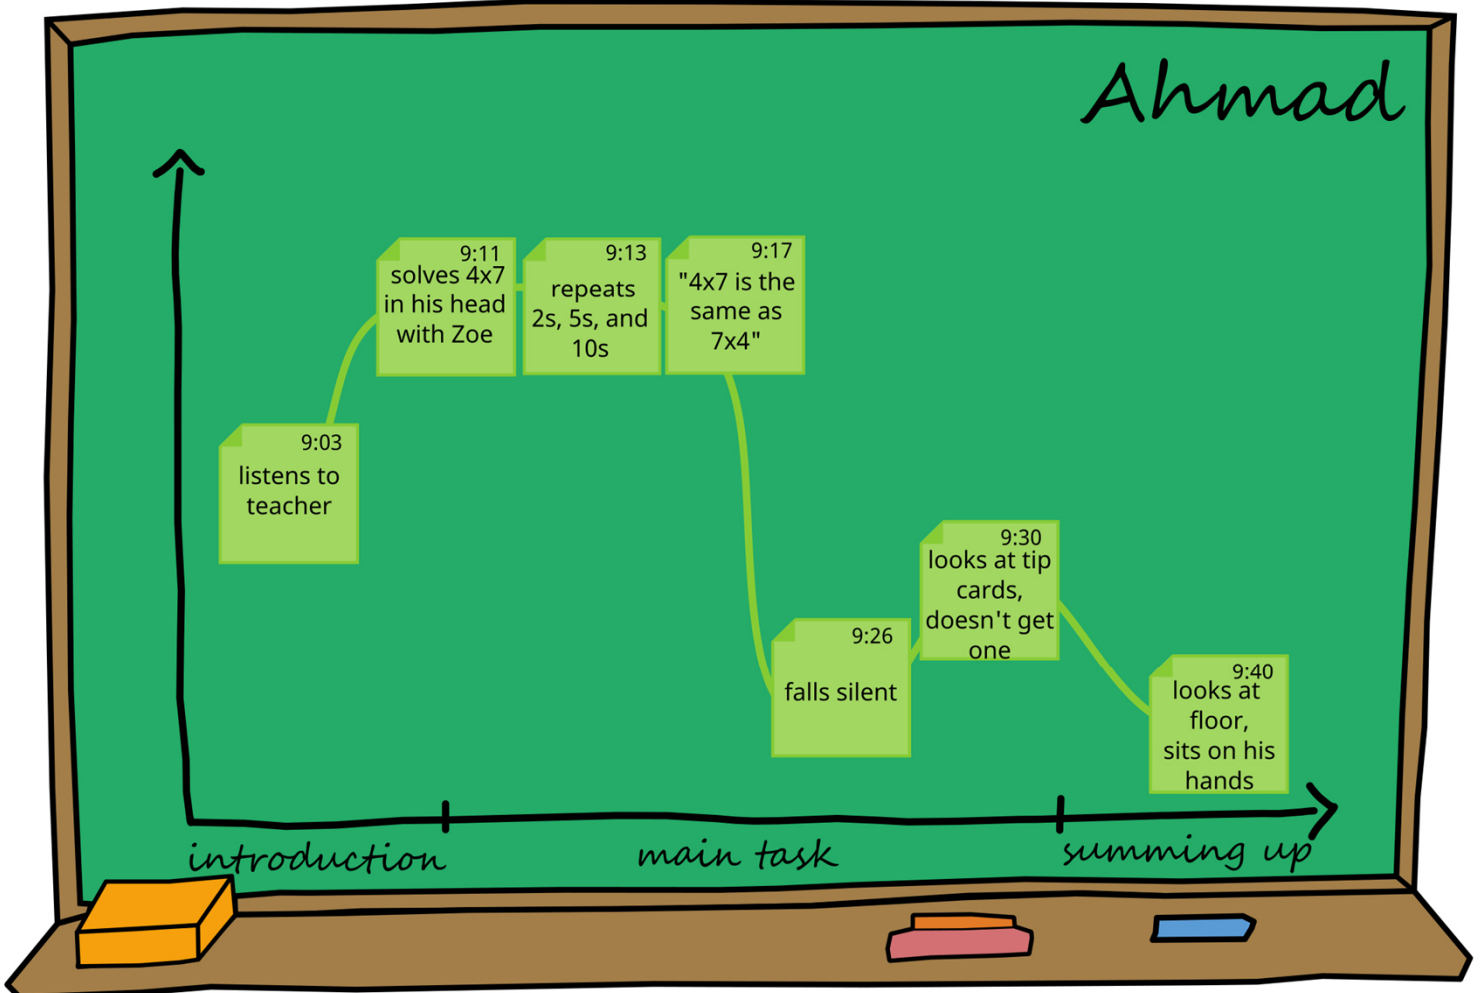 Ahmad
9:03
listens to
teacher
9:11
solves 4x7
in his head
with Zoe
9:13
repeats
2s, 5s, and
10s
9:17
"4x7 is the
same as
7x4"
9:26
falls silent
9:30
looks at tip
cards,
doesn't get
one
9:40
looks at
floor,
sits on his
hands
introduction
main task
summing up